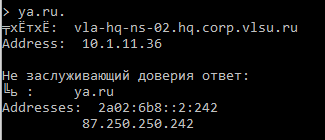 > ya.ru.
╤хЁтхЁ: vla-hq-ns-02.hq.corp.vlsu.ru
Address: 10.1.11.36
Не заслуживающий доверия ответ:
╚ь : ya.ru
Addresses: 2a02:6b8::2:242
87.250.250.242